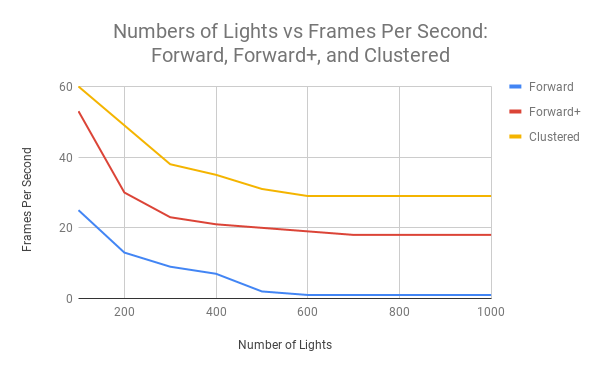 Numbers of Lights vs Frames Per Second:
Forward, Forward+, and Clustered
Frames Per Second
60
40
20
0
200 400 600 800 1000
Number of Lights
Forward
Forward+
Clustered